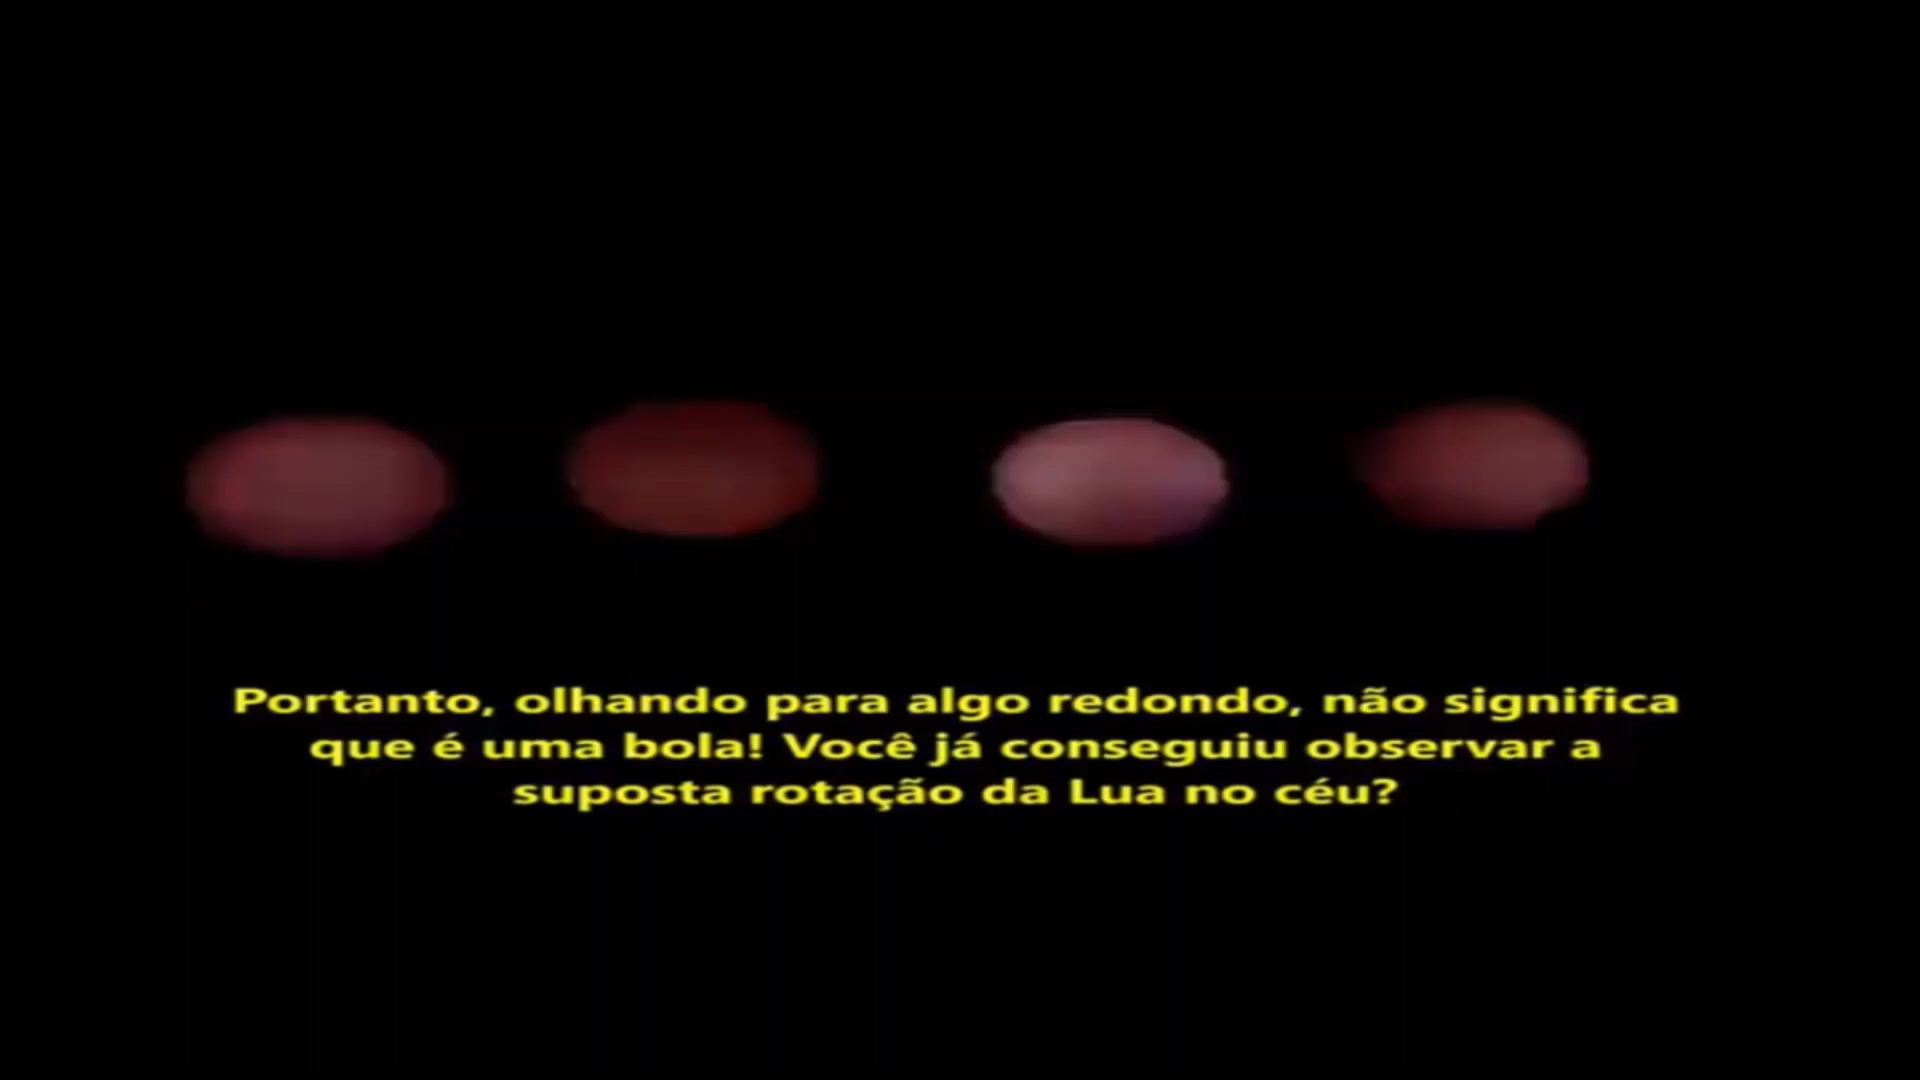 Portanto, olhando para algo redondo, não significa
que é uma bola! Você já conseguiu observar a
suposta rotação da Lua no céu?